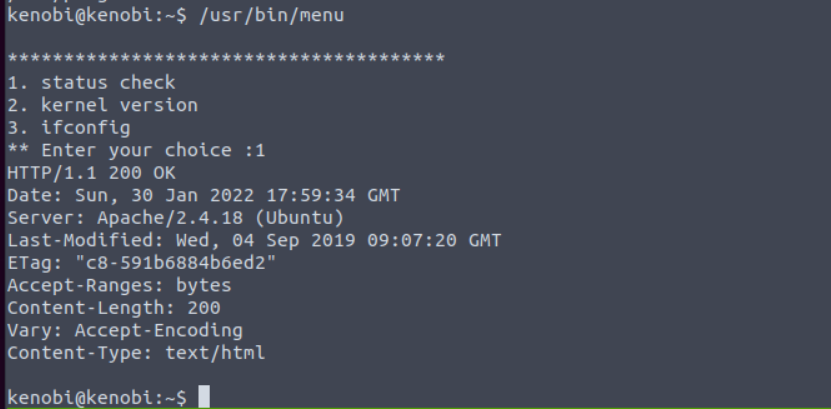 kenobi@kenobi:~$ /usr/bin/menu
***************************************
1. status check
2. kernel version
3. ifconfig
** Enter your choice :1
HTTP/1.1 200 OK
Date: Sun, 30 Jan 2022 17:59:34 GMT
Server: Apache/2.4.18 (Ubuntu)
Last-Modified: Wed, 04 Sep 2019 09:07:20 GMT
ETag: "c8-591b6884b6ed2"
Accept-Ranges: bytes
Content-Length: 200
Vary: Accept-Encoding
Content-Type: text/html
kenobi@kenobi:~$